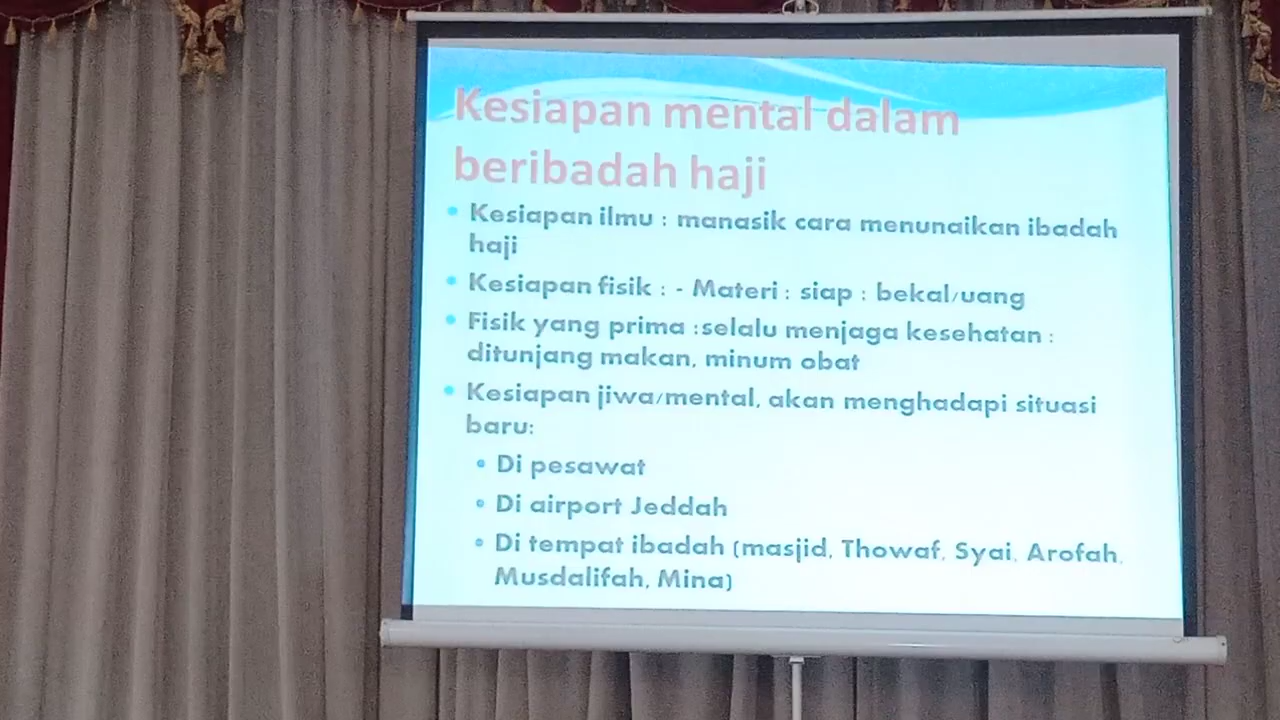 Kesiapan mental dalam
beribadah haji
• Kesiapan ilmu : manasik cara menunaikan ibadah
haji
• Kesiapan fisik : - Materi : siap : bekal/uang
• Fisik yang prima :selalu menjaga kesehatan :
ditunjang makan, minum obat
• Kesiapan jiwa/mental, akan menghadapi situasi
baru:
• Di pesawat
• Di airport Jeddah
• Di tempat ibadah (masjid, Thowaf, Syai, Arofah,
Musdalifah, Mina)